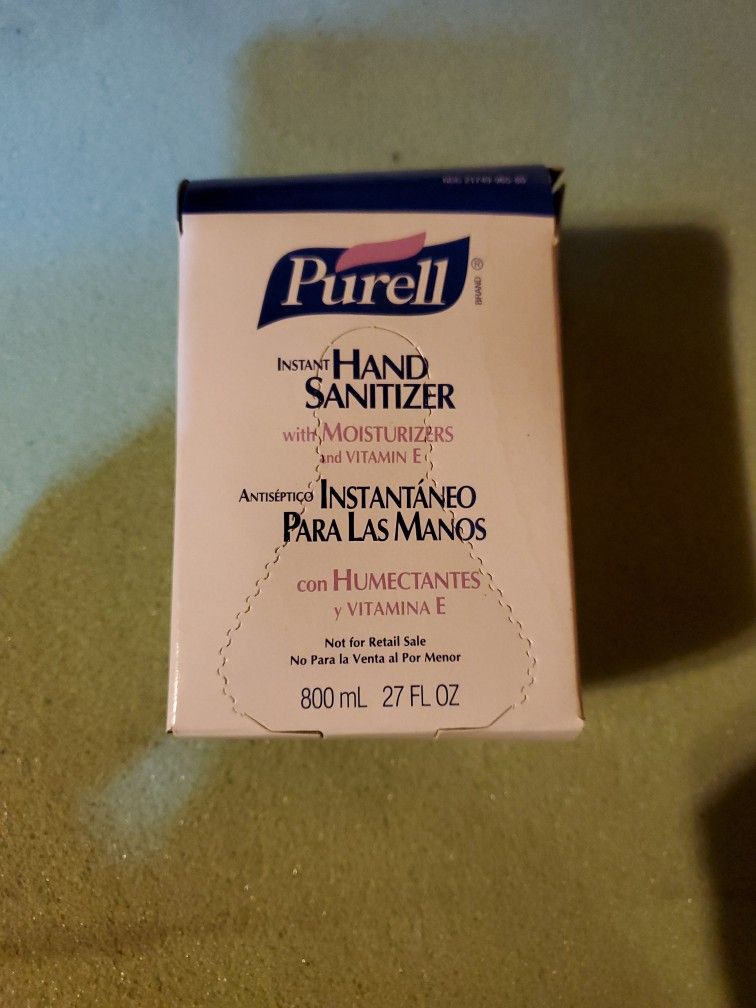 Purell ®
BRAND
INSTANT HAND
SANITIZER
with MOISTURIZERS
and VITAMIN E
ANTISÉPTICO INSTANTÁNEO
PARA LAS MANOS
con HUMECTANTES
y VITAMINA E
Not for Retail Sale
No Para la Venta al Por Menor
800 mL 27 FL OZ